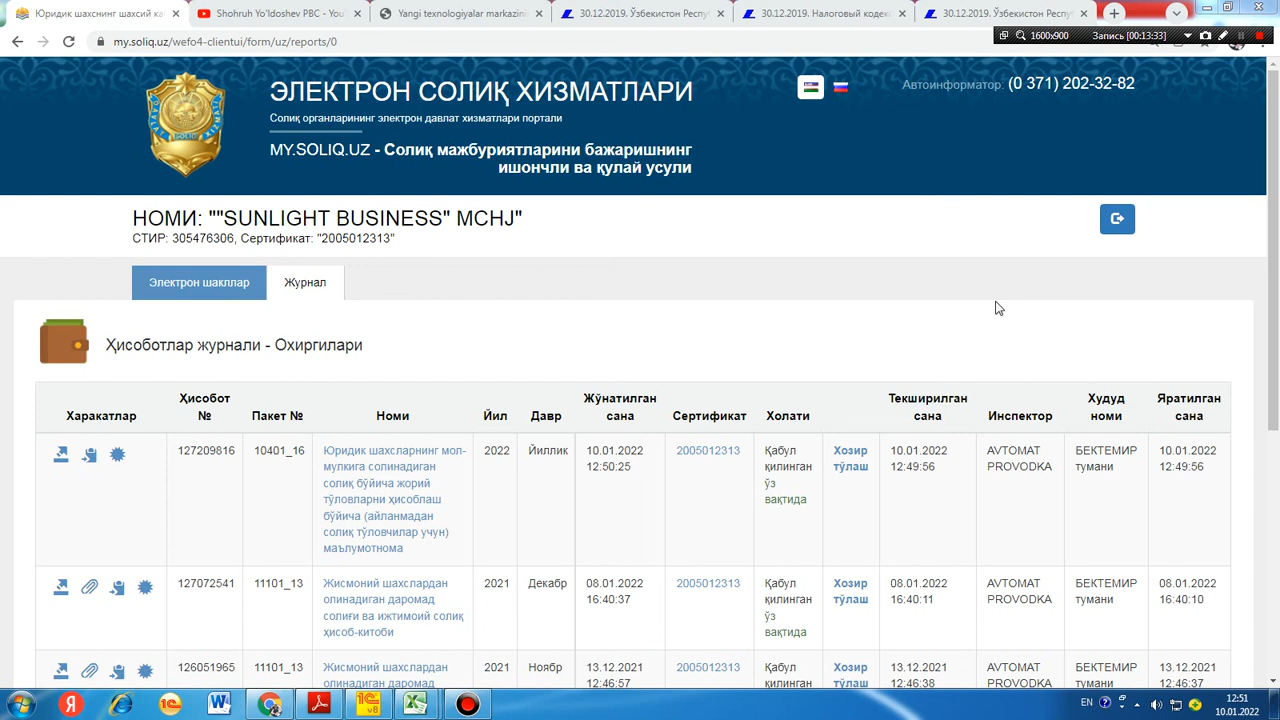 Юридик шахснинг шахсий ка
Shohruh Yo'ldoshev PBC - You
Yangi texnologiyalar markazini
30.12.2019. Ўзбекистон Респу
30.12.2019. Налоговый кодек
30.12.2019. Ўзбекистон Респу
my.soliq.uz/wefo4-clientui/form/uz/reports/0
1600x900
Запись [00:13:33]
ЭЛЕКТРОН СОЛИҚ ХИЗМАТЛАРИ
Солиқ органларининг электрон давлат хизматлари портали
MY.SOLIQ.UZ - Солиқ мажбуриятларини бажаришнинг
ишончли ва қулай усули
Автоинформатор: (0 371) 202-32-82
НОМИ: ""SUNLIGHT BUSINESS" MCHJ"
СТИР: 305476306, Сертификат: "2005012313"
Электрон шакллар
Журнал
Ҳисоботлар журнали - Охиргилари
Харакатлар
Ҳисобот
№
Пакет №
Номи
Йил
Давр
Жўнатилган
сана
Сертификат
Холати
Текширилган
сана
Инспектор
Худуд
номи
Яратилган
сана
127209816
10401_16
Юридик шахсларнинг мол-
мулкига солинадиган
солиқ бўйича жорий
тўловларни ҳисоблаш
бўйича (айланмадан
солиқ тўловчилар учун)
маълумотнома
2022
Йиллик
10.01.2022
12:50:25
2005012313
Қабул
қилинган
ўз
вақтида
Хозир
тўлаш
10.01.2022
12:49:56
AVTOMAT
PROVODKA
БЕКТЕМИР
тумани
10.01.2022
12:49:56
127072541
11101_13
Жисмоний шахслардан
олинадиган даромад
солиғи ва ижтимоий солиқ
ҳисоб-китоби
2021
Декабр
08.01.2022
16:40:37
2005012313
Қабул
қилинган
ўз
вақтида
Хозир
тўлаш
08.01.2022
16:40:11
AVTOMAT
PROVODKA
БЕКТЕМИР
тумани
08.01.2022
16:40:10
126051965
11101_13
Жисмоний шахслардан
олинадиган даромад
2021
Ноябр
13.12.2021
12:46:57
2005012313
Қабул
қилинган
Хозир
тўлаш
13.12.2021
12:46:38
AVTOMAT
PROVODKA
БЕКТЕМИР
тумани
13.12.2021
12:46:37
EN
12:51
10.01.2022